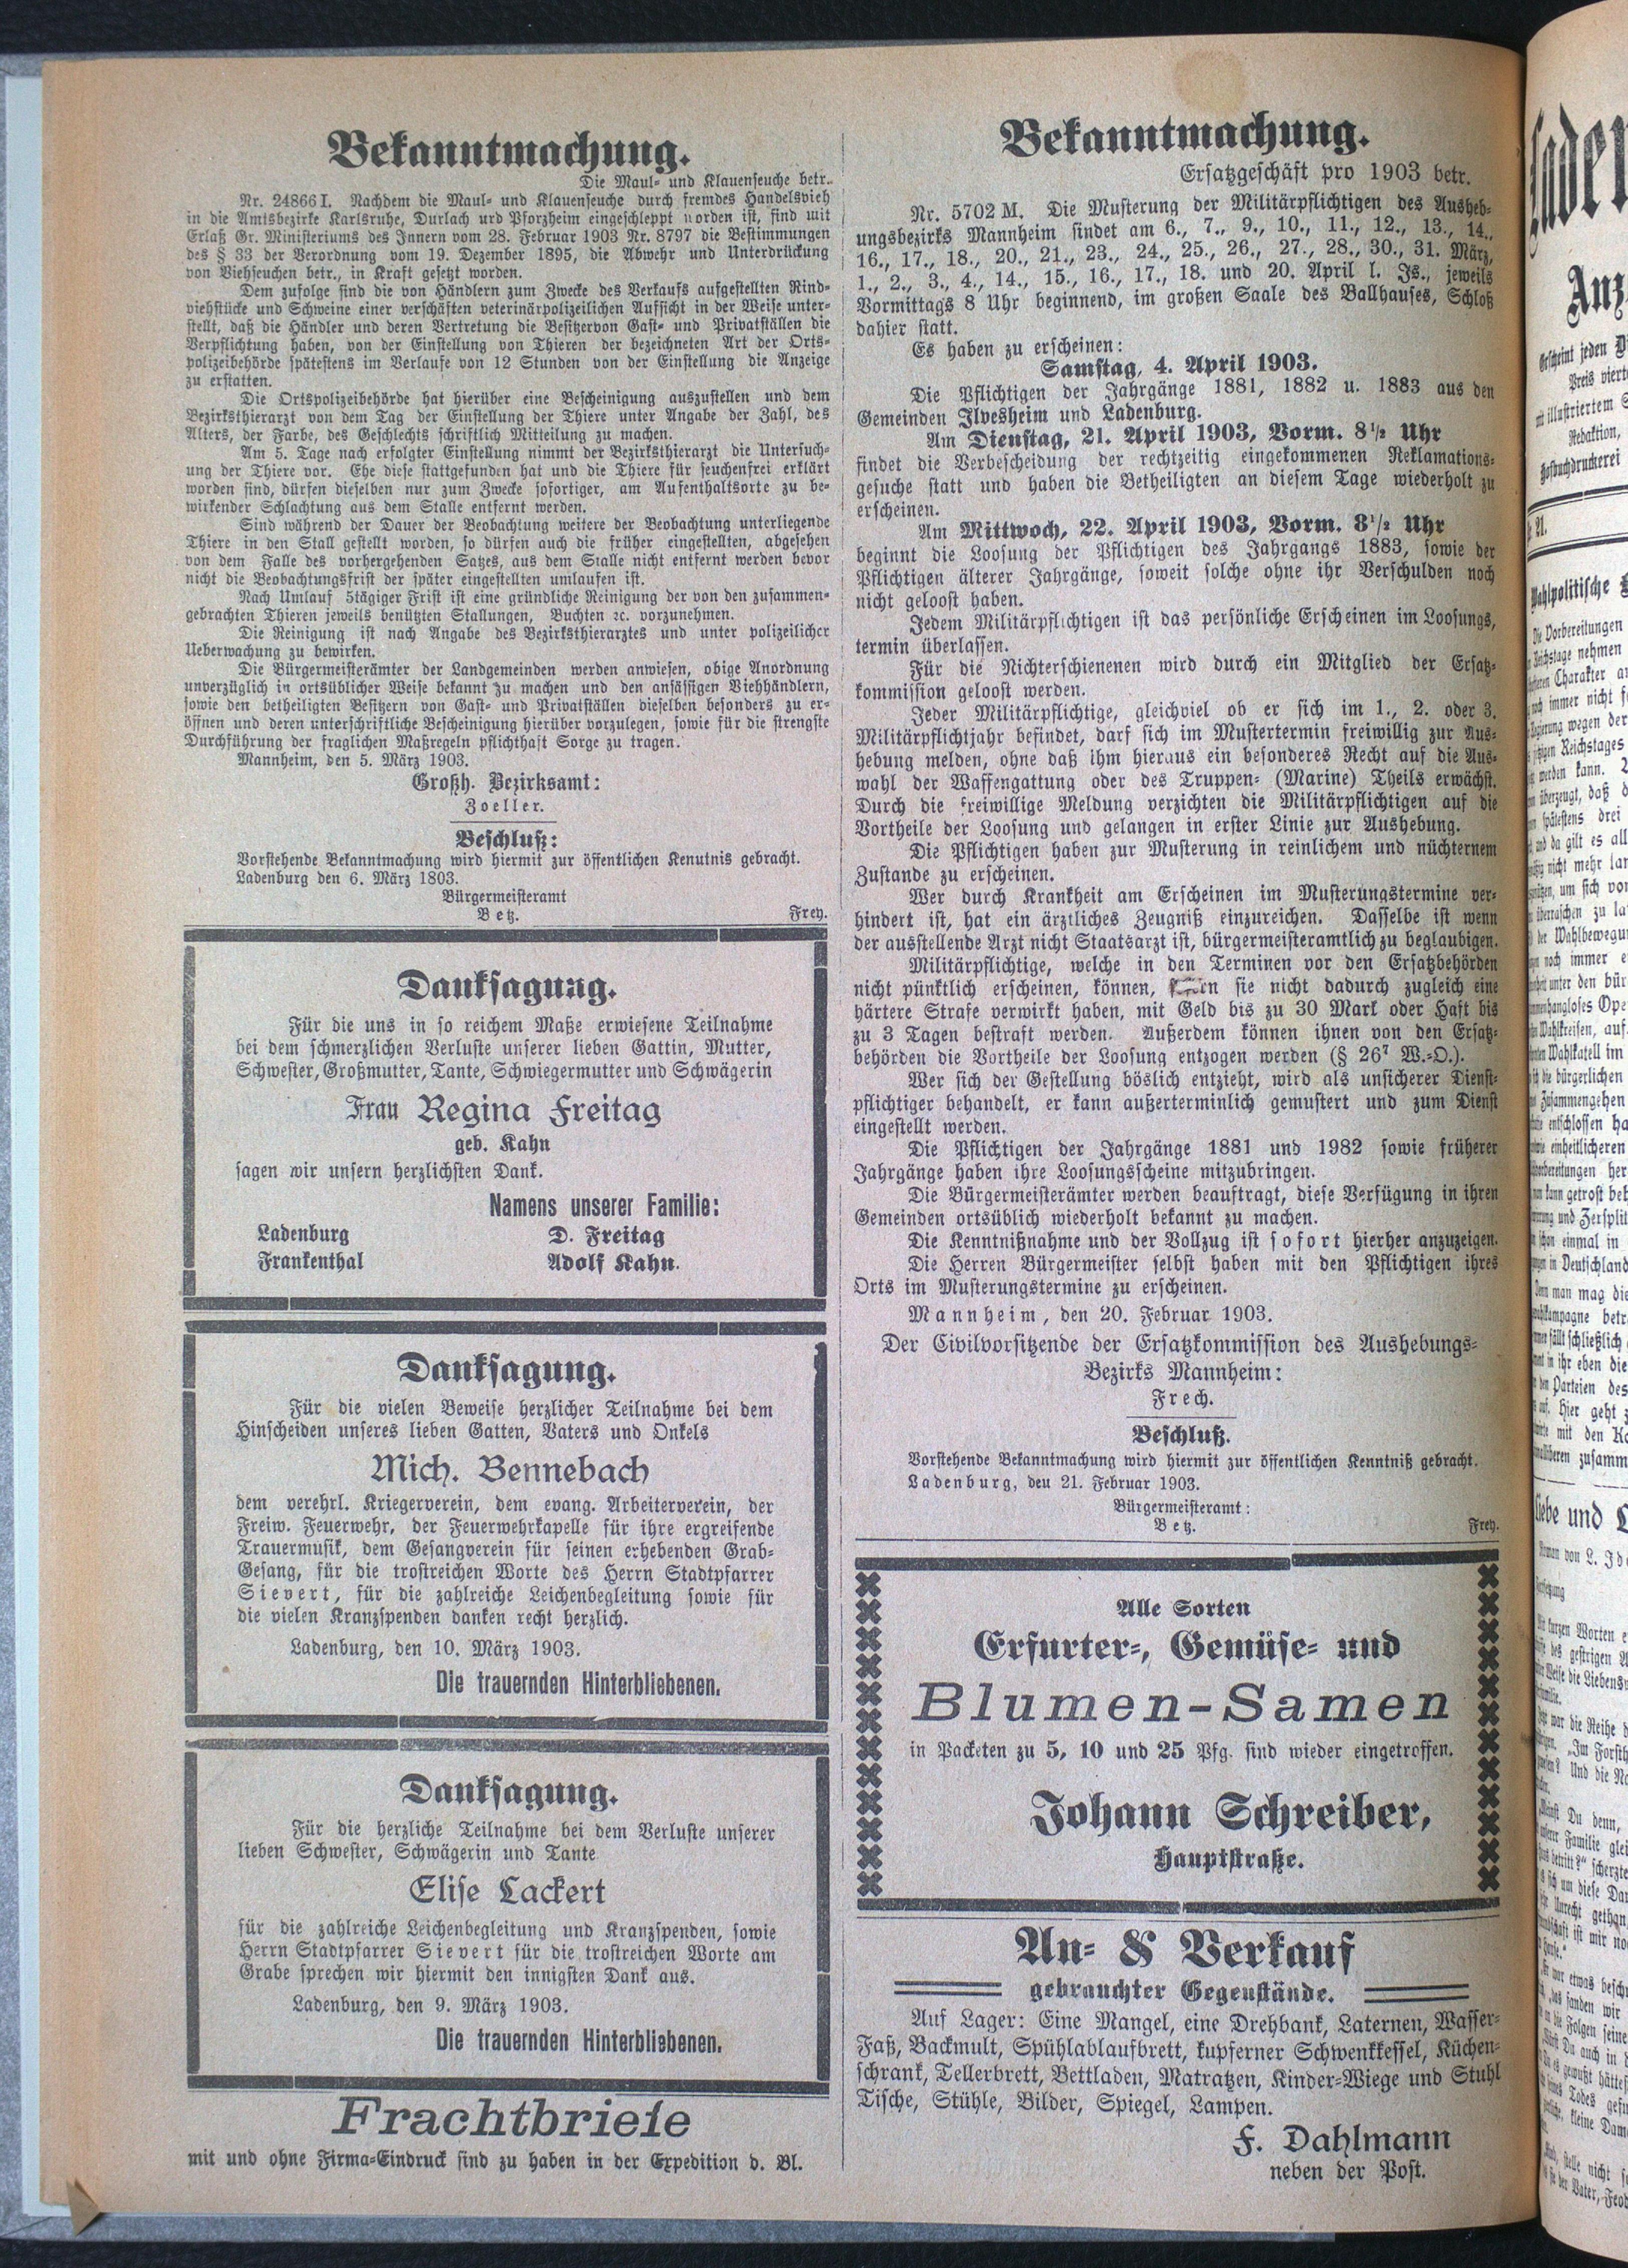 Bekanntmachung.
Die Maul- und Klauenseuche betr.
Nr. 24866 I. Nachdem die Maul- und Klauenseuche durch fremdes Handelsvieh
in die Amtsbezirke Karlsruhe, Durlach urd Pforzheim eingeschleppt worden ist, sind mit
Erlaß Gr. Ministeriums des Innern vom 28. Februar 1903 Nr. 8797 die Bestimmungen
des § 33 der Verordnung vom 19. Dezember 1895, die Abwehr und Unterdrückung
von Viehseuchen betr., in Kraft gesetzt worden.
Dem zufolge sind die von Händlern zum Zwecke des Verkaufs aufgestellten Rind-
viehstücke und Schweine einer verschäften veterinärpolizeilichen Aufsicht in der Weise unter-
stellt, daß die Händler und deren Vertretung die Besitzervon Gast- und Privatställen die
Verpflichtung haben, von der Einstellung von Thieren der bezeichneten Art der Orts-
polizeibehörde spätestens im Verlaufe von 12 Stunden von der Einstellung die Anzeige
zu erstatten.
Die Ortspolizeibehörde hat hierüber eine Bescheinigung auszustellen und dem
Bezirksthierarzt von dem Tag der Einstellung der Thiere unter Angabe der Zahl, des
Alters, der Farbe, des Geschlechts schriftlich Mitteilung zu machen.
Am 5. Tage nach erfolgter Einstellung nimmt der Bezirksthierarzt die Untersuch-
ung der Thiere vor. Ehe diese stattgefunden hat und die Thiere für seuchenfrei erklärt
worden sind, dürfen dieselben nur zum Zwecke sofortiger, am Aufenthaltsorte zu be-
wirkender Schlachtung aus dem Stalle entfernt werden.
Sind während der Dauer der Beobachtung weitere der Beobachtung unterliegende
Thiere in den Stall gestellt worden, so dürfen auch die früher eingestellten, abgesehen
von dem Falle des vorhergehenden Satzes, aus dem Stalle nicht entfernt werden bevor
nicht die Beobachtungsfrist der später eingestellten umlaufen ist.
Nach Umlauf 5tägiger Frist ist eine gründliche Reinigung der von den zusammen-
gebrachten Thieren jeweils benützten Stallungen, Buchten ꝛc. vorzunehmen.
Die Reinigung ist nach Angabe des Bezirksthierarztes und unter polizeilicher
Ueberwachung zu bewirken.
Die Bürgermeisterämter der Landgemeinden werden anwiesen, obige Anordnung
unverzüglich in ortsüblicher Weise bekannt zu machen und den ansässigen Viehhändlern,
sowie den betheiligten Besitzern von Gast- und Privatställen dieselben besonders zu er-
öffnen und deren unterschriftliche Bescheinigung hierüber vorzulegen, sowie für die strengste
Durchführung der fraglichen Maßregeln pflichthaft Sorge zu tragen.
Mannheim, den 5. März 1903.
Großh. Bezirksamt:
Zoeller.
Beschluß:
Vorstehende Bekanntmachung wird hiermit zur öffentlichen Kenutnis gebracht.
Ladenburg den 6. März 1803.
Bürgermeisteramt
Betz. Frey.
Danksagung.
Für die uns in so reichem Maße erwiesene Teilnahme
bei dem schmerzlichen Verluste unserer lieben Gattin, Mutter,
Schwester, Großmutter, Tante, Schwiegermutter und Schwägerin
Frau Regina Freitag
geb. Kahn
sagen wir unsern herzlichsten Dank.
Namens unserer Familie:
Ladenburg D. Freitag
Frankenthal Adolf Kahn.
Danksagung.
Für die vielen Beweise herzlicher Teilnahme bei dem
Hinscheiden unseres lieben Gatten, Vaters und Onkels
Mich. Bennebach
dem verehrl. Kriegerverein, dem evang. Arbeiterverein, der
Freiw. Feuerwehr, der Feuerwehrkapelle für ihre ergreifende
Trauermusik, dem Gesangverein für seinen erhebenden Grab-
Gesang, für die trostreichen Worte des Herrn Stadtpfarrer
Sievert, für die zahlreiche Leichenbegleitung sowie für
die vielen Kranzspenden danken recht herzlich.
Ladenburg, den 10. März 1903.
Die trauernden Hinterbliebenen.
Danksagung.
Für die herzliche Teilnahme bei dem Verluste unserer
lieben Schwester, Schwägerin und Tante
Elise Lackert
für die zahlreiche Leichenbegleitung und Kranzspenden, sowie
Herrn Stadtpfarrer Sievert für die trostreichen Worte am
Grabe sprechen wir hiermit den innigsten Dank aus.
Ladenburg, den 9. März 1903.
Die trauernden Hinterbliebenen.
Frachtbriefe
mit und ohne Firma-Eindruck sind zu haben in der Expedition d. Bl.
Bekanntmachung.
Ersatzgeschäft pro 1903 betr.
Nr. 5702 M. Die Musterung der Militärpflichtigen des Ausheb-
ungsbezirks Mannheim findet am 6., 7., 9., 10., 11., 12., 13., 14.,
16., 17., 18., 20., 21., 23., 24., 25., 26., 27., 28., 30., 31. März,
1., 2., 3., 4., 14., 15., 16., 17., 18. und 20. April l. Js., jeweils
Vormittags 8 Uhr beginnend, im großen Saale des Ballhauses, Schloß
dahier statt.
Es haben zu erscheinen:
Samstag, 4. April 1903.
Die Pflichtigen der Jahrgänge 1881, 1882 u. 1883 aus den
Gemeinden Ilvesheim und Ladenburg.
Am Dienstag, 21. April 1903, Vorm. 8½ Uhr
findet die Verbescheidung der rechtzeitig eingekommenen Reklamations-
gesuche statt und haben die Betheiligten an diesem Tage wiederholt zu
erscheinen.
Am Mittwoch, 22. April 1903, Vorm. 8½ Uhr
beginnt die Loosung der Pflichtigen des Jahrgangs 1883, sowie der
Pflichtigen älterer Jahrgänge, soweit solche ohne ihr Verschulden noch
nicht geloost haben.
Jedem Militärpflichtigen ist das persönliche Erscheinen im Loosungs,
termin überlassen.
Für die Nichterschienenen wird durch ein Mitglied der Ersatz-
kommission geloost werden.
Jeder Militärpflichtige, gleichviel ob er sich im 1., 2. oder 3.
Militärpflichtjahr befindet, darf sich im Mustertermin freiwillig zur Aus-
hebung melden, ohne daß ihm hieraus ein besonderes Recht auf die Aus-
wahl der Waffengattung oder des Truppen- (Marine) Theils erwächst.
Durch die freiwillige Meldung verzichten die Militärpflichtigen auf die
Vortheile der Loosung und gelangen in erster Linie zur Aushebung.
Die Pflichtigen haben zur Musterung in reinlichem und nüchternem
Zustande zu erscheinen.
Wer durch Krankheit am Erscheinen im Musterungstermine ver-
hindert ist, hat ein ärztliches Zeugniß einzureichen. Dasselbe ist wenn
der ausstellende Arzt nicht Staatsarzt ist, bürgermeisteramtlich zu beglaubigen.
Militärpflichtige, welche in den Terminen vor den Ersatzbehörden
nicht pünktlich erscheinen, können, sie nicht dadurch zugleich eine
härtere Strafe verwirkt haben, mit Geld bis zu 30 Mark oder Haft bis
zu 3 Tagen bestraft werden. Außerdem können ihnen von den Ersatz-
behörden die Vortheile der Loosung entzogen werden (§ 26⁷ W.-O.).
Wer sich der Gestellung böslich entzieht, wird als unsicherer Dienst-
pflichtiger behandelt, er kann außerterminlich gemustert und zum Dienst
eingestellt werden.
Die Pflichtigen der Jahrgänge 1881 und 1982 sowie früherer
Jahrgänge haben ihre Loosungsscheine mitzubringen.
Die Bürgermeisterämter werden beauftragt, diese Verfügung in ihren
Gemeinden ortsüblich wiederholt bekannt zu machen.
Die Kenntnißnahme und der Vollzug ist sofort hierher anzuzeigen.
Die Herren Bürgermeister selbst haben mit den Pflichtigen ihres
Orts im Musterungstermine zu erscheinen.
Mannheim, den 20. Februar 1903.
Der Civilvorsitzende der Ersatzkommission des Aushebungs-
Bezirks Mannheim:
Frech.
Beschluß.
Vorstehende Bekanntmachung wird hiermit zur öffentlichen Kenntniß gebracht.
Ladenburg, deu 21. Februar 1903.
Bürgermeisteramt:
Betz. Frey.
Alle Sorten
Erfurter-, Gemüse- und
Blumen-Samen
in Packeten zu 5, 10 und 25 Pfg. sind wieder eingetroffen.
Johann Schreiber,
Hauptstraße.
An- & Verkauf
gebrauchter Gegenstände.
Auf Lager: Eine Mangel, eine Drehbank, Laternen, Wasser-
Faß, Backmult, Spühlablaufbrett, kupferner Schwenkkessel, Küchen-
schrank, Tellerbrett, Bettladen, Matratzen, Kinder-Wiege und Stuhl
Tische, Stühle, Bilder, Spiegel, Lampen.
F. Dahlmann
neben der Post.